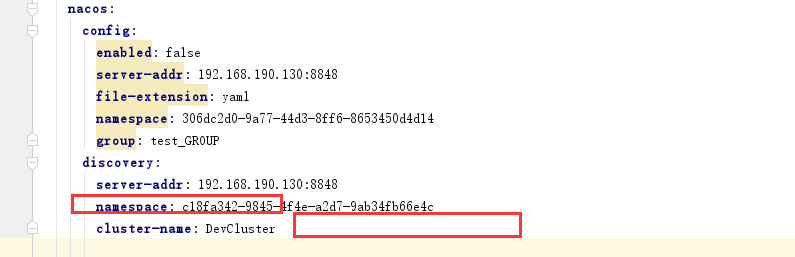 nacos:
config:
enabled: false
server-addr: 192.168.190.130:8848
file-extension: yaml
namespace: 306dc2d0-9a77-44d3-8ff6-8653450d4d14
group: test_GROUP
discovery:
server-addr: 192.168.190.130:8848
namespace: c18fa342-9845-4f4e-a2d7-9ab34fb66e4c
cluster-name: DevCluster